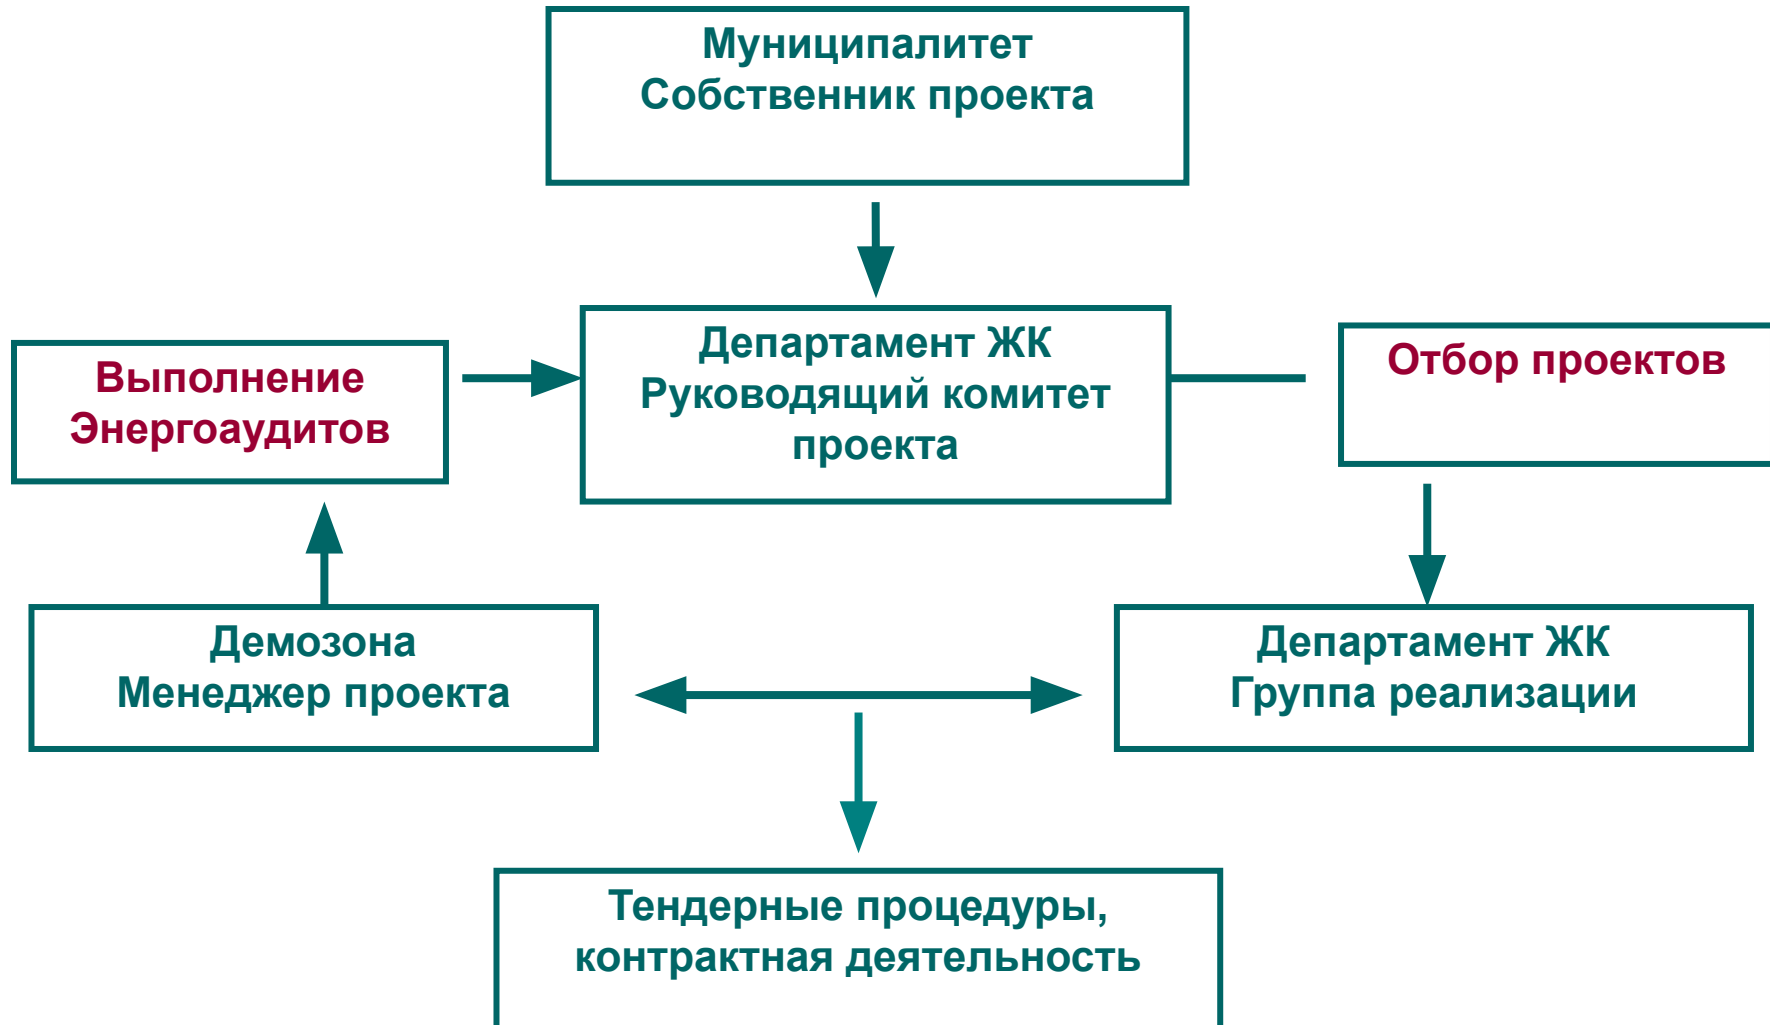 Муниципалитет
Собственник проекта
Выполнение
Энергоаудитов
Департамент ЖК
Руководящий комитет
проекта
Отбор проектов
Демозона
Менеджер проекта
Департамент ЖК
Группа реализации
Тендерные процедуры,
контрактная деятельность